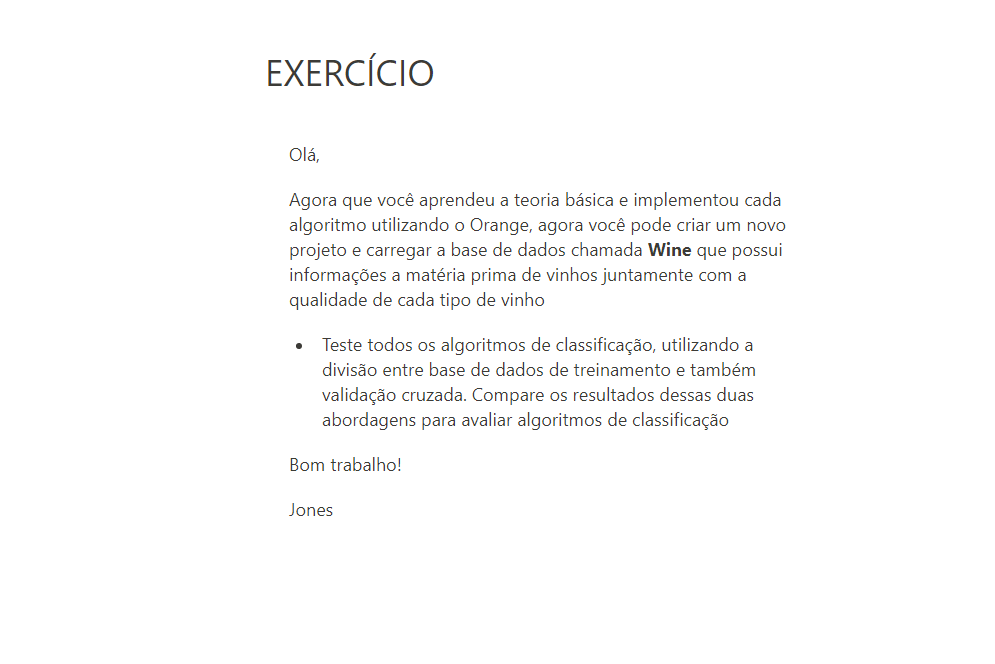 EXERCÍCIO
Olá,
Agora que você aprendeu a teoria básica e implementou cada
algoritmo utilizando o Orange, agora você pode criar um novo
projeto e carregar a base de dados chamada Wine que possui
informações a matéria prima de vinhos juntamente com a
qualidade de cada tipo de vinho
• Teste todos os algoritmos de classificação, utilizando a
divisão entre base de dados de treinamento e também
validação cruzada. Compare os resultados dessas duas
abordagens para avaliar algoritmos de classificação
Bom trabalho!
Jones